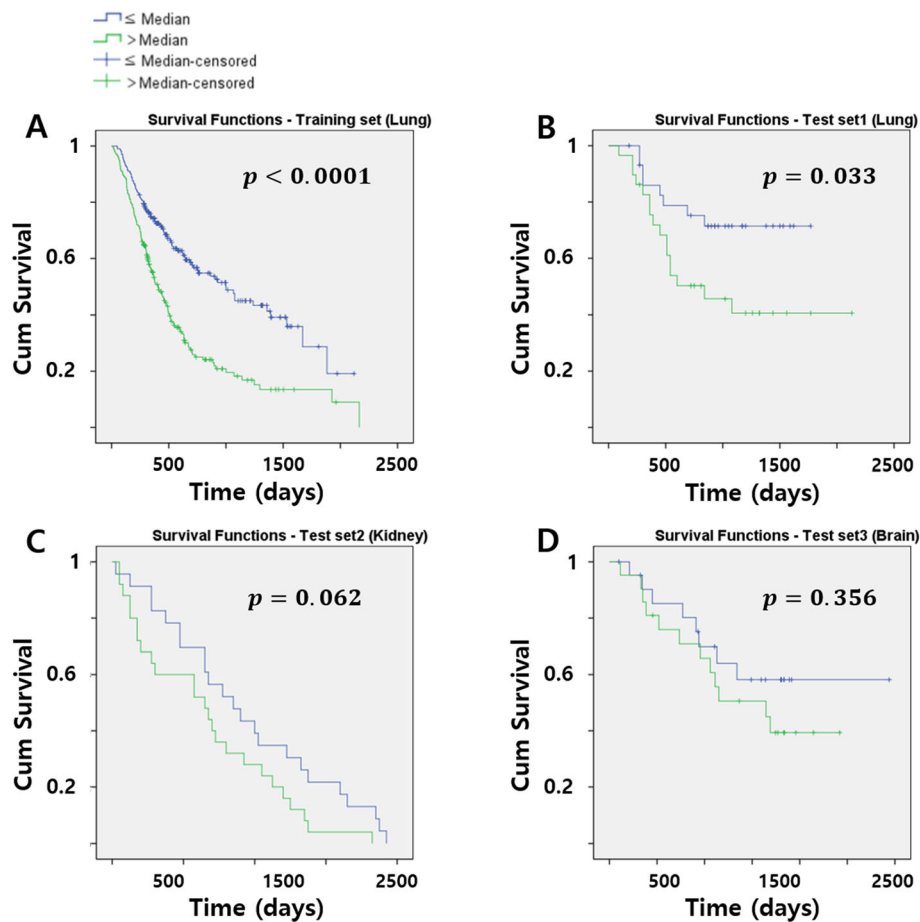 ≤ Median
> Median
≤ Median-censored
> Median-censored
A
Survival Functions - Training set (Lung)
p < 0.0001
1
0.6
0.2
Cum Survival
500 1500 2500
Time (days)
B
Survival Functions - Test set1 (Lung)
p = 0.033
1
0.6
0.2
Cum Survival
500 1500 2500
Time (days)
C
Survival Functions - Test set2 (Kidney)
p = 0.062
1
0.6
0.2
Cum Survival
500 1500 2500
Time (days)
D
Survival Functions - Test set3 (Brain)
p = 0.356
1
0.6
0.2
Cum Survival
500 1500 2500
Time (days)